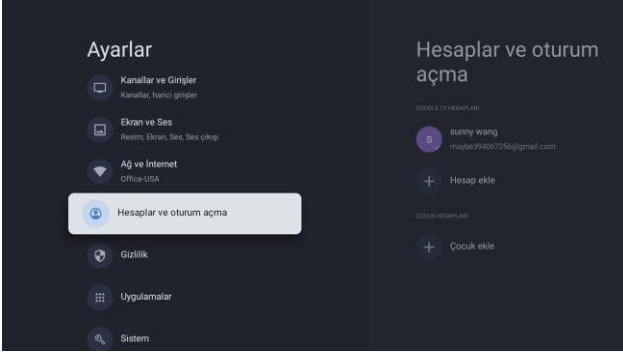 Ayarlar
Kanallar ve Girişler
Kanallar, harici girişler
Ekran ve Ses
Resim, Ekran, Ses, Ses çıkışı
Ağ ve İnternet
Office-USA
Hesaplar ve oturum açma
Gizlilik
Uygulamalar
Sistem
Hesaplar ve oturum
açma
GOOGLE TV HESAPLARI
S
sunny wang
maybe394067256@gmail.com
Hesap ekle
ÇOCUK HESAPLARI
Çocuk ekle